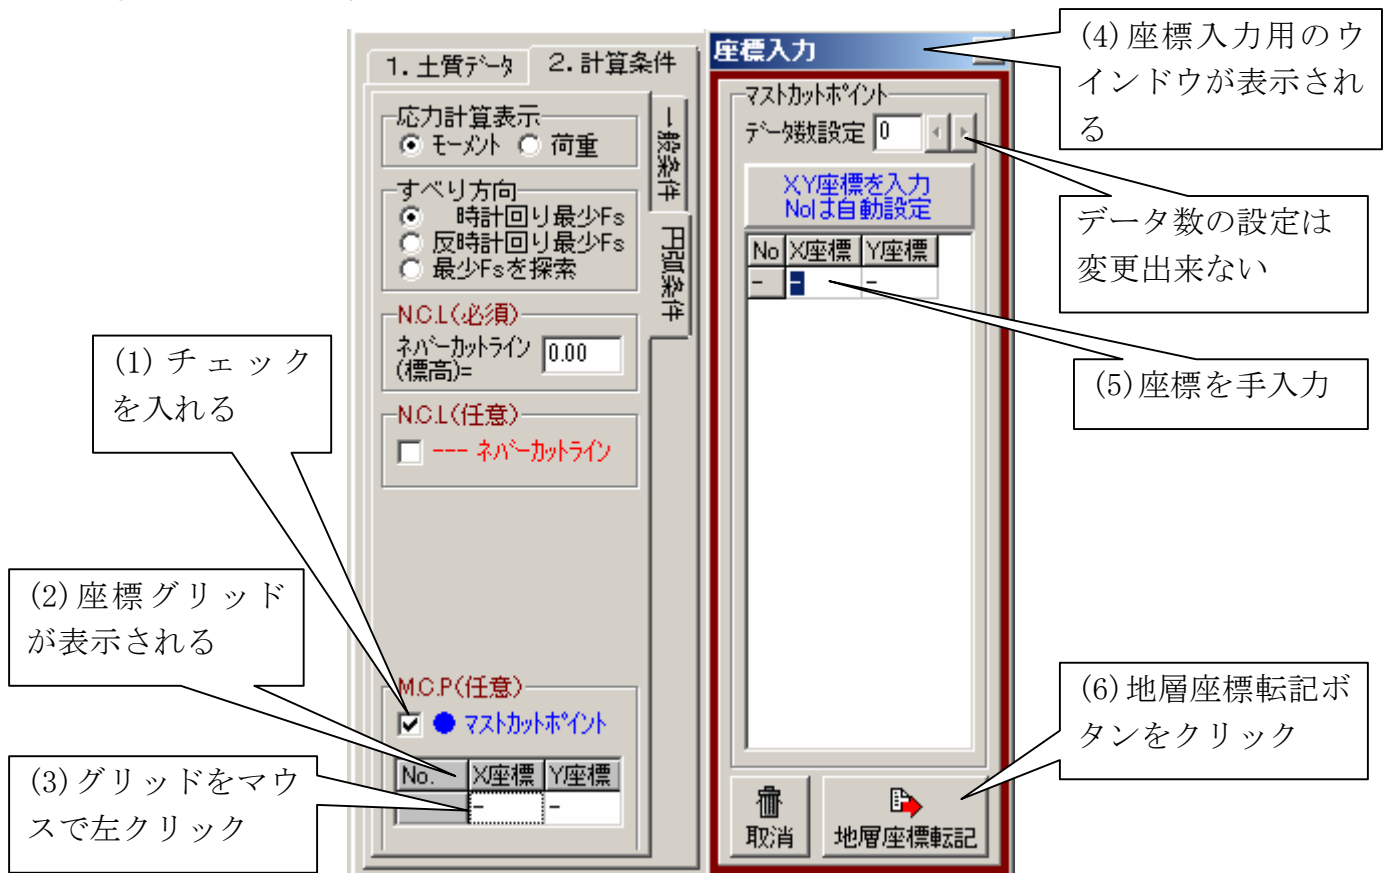 (1)チェック
を入れる
(2)座標グリッド
が表示される
(3)グリッドをマウ
スで左クリック
1.土質ﾃﾞｰﾀ
2.計算条件
一般条件
円弧条件
応力計算表示
ﾓｰﾒﾝﾄ
荷重
すべり方向
時計回り最少Fs
反時計回り最少Fs
最少Fsを探索
N.C.L(必須)
ﾈﾊﾞｰｶｯﾄﾗｲﾝ
(標高)=
0.00
N.C.L(任意)
--- ﾈﾊﾞｰｶｯﾄﾗｲﾝ
M.C.P(任意)
ﾏｽﾄｶｯﾄﾎﾟｲﾝﾄ
No. X座標 Y座標
- -
座標入力
ﾏｽﾄｶｯﾄﾎﾟｲﾝﾄ
ﾃﾞｰﾀ数設定 0
X,Y座標を入力
Noは自動設定
No X座標 Y座標
- - -
取消
地層座標転記
(4)座標入力用のウ
インドウが表示され
る
データ数の設定は
変更出来ない
(5)座標を手入力
(6)地層座標転記ボ
タンをクリック